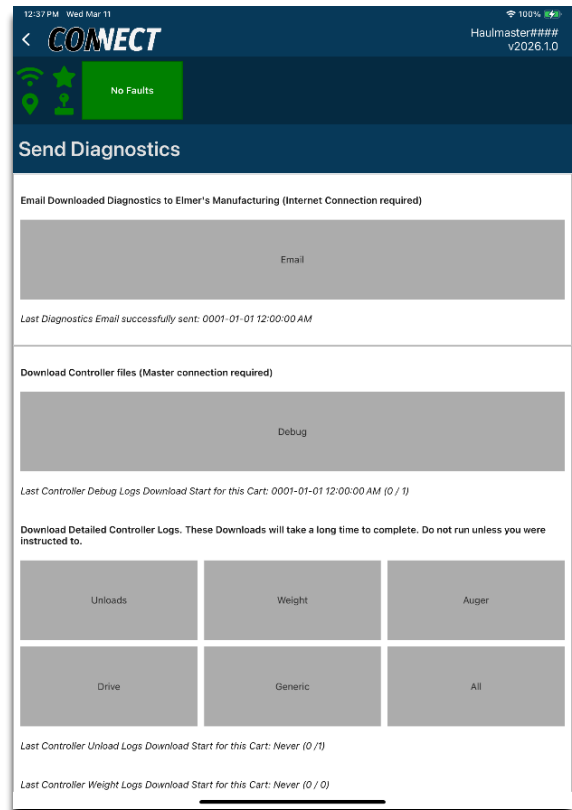 12:37 PM Wed Mar 11
100%
CONNECT
Haulmaster####
v2026.1.0
No Faults
Send Diagnostics
Email Downloaded Diagnostics to Elmer's Manufacturing (Internet Connection required)
Email
Last Diagnostics Email successfully sent: 0001-01-01 12:00:00 AM
Download Controller files (Master connection required)
Debug
Last Controller Debug Logs Download Start for this Cart: 0001-01-01 12:00:00 AM (0 / 1)
Download Detailed Controller Logs. These Downloads will take a long time to complete. Do not run unless you were
instructed to.
Unloads
Weight
Auger
Drive
Generic
All
Last Controller Unload Logs Download Start for this Cart: Never (0 /1)
Last Controller Weight Logs Download Start for this Cart: Never (0 / 0)